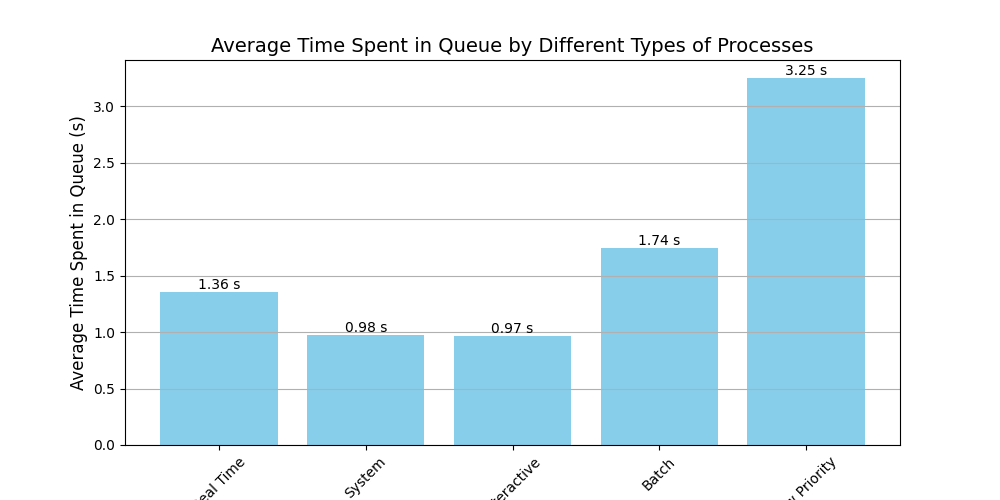 Average Time Spent in Queue by Different Types of Processes
Average Time Spent in Queue (s)
3.0
2.5
2.0
1.5
1.0
0.5
0.0
1.36 s
0.98 s
0.97 s
1.74 s
3.25 s
Time
System
Batch
Priority